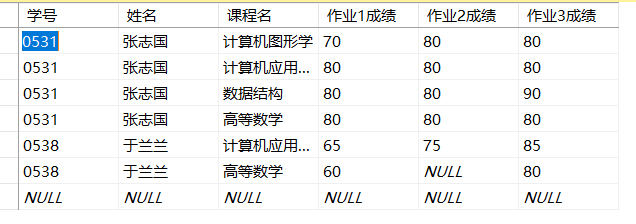 学号 姓名 课程名 作业1成绩 作业2成绩 作业3成绩
0531 张志国 计算机图形学 70 80 80
0531 张志国 计算机应用... 80 80 80
0531 张志国 数据结构 80 80 90
0531 张志国 高等数学 80 80 80
0538 于兰兰 计算机应用... 65 75 85
0538 于兰兰 高等数学 60 NULL 80
NULL NULL NULL NULL NULL NULL